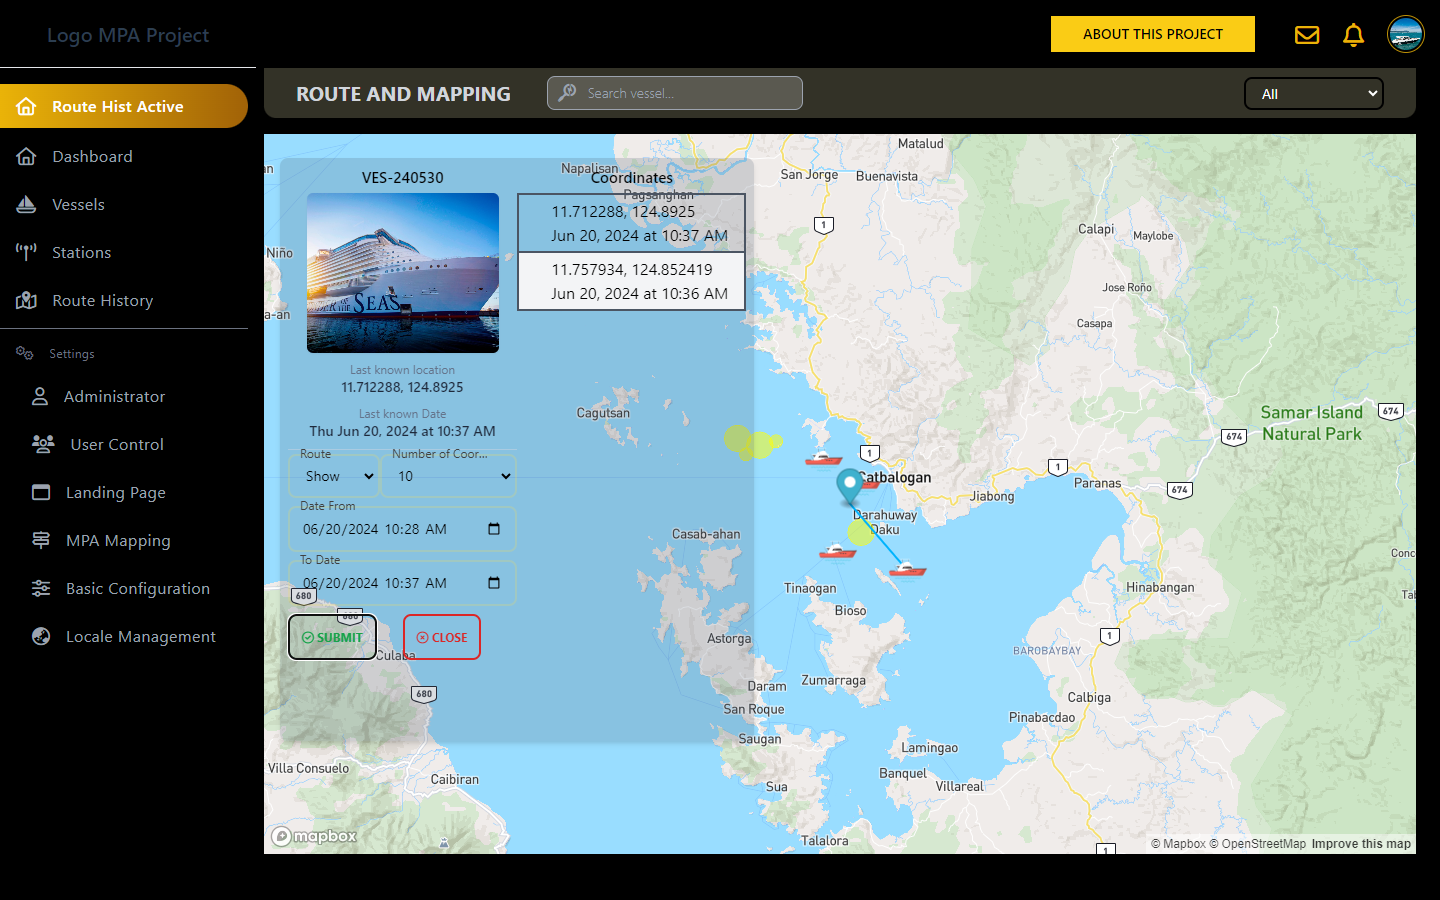 Logo MPA Project
ABOUT THIS PROJECT
Route Hist Active
Dashboard
Vessels
Stations
Route History
Settings
Administrator
User Control
Landing Page
MPA Mapping
Basic Configuration
Locale Management
ROUTE AND MAPPING
Search vessel...
All
VES-240530
Last known location
11.712288, 124.8925
Last known Date
Thu Jun 20, 2024 at 10:37 AM
Route
Show
Number of Coor...
10
Date From
06/20/2024 10:28 AM
To Date
06/20/2024 10:37 AM
SUBMIT
CLOSE
Coordinates
11.712288, 124.8925
Jun 20, 2024 at 10:37 AM
11.757934, 124.852419
Jun 20, 2024 at 10:36 AM
Matalud
Napalisan
San Jorge
Buenavista
Pagsanghan
1
Calapi
Maylobe
Niño
Jose Roño
a-an
Casapa
Cagutsan
Samar Island
Natural Park
674
674
1
1
Catbalogan
Paranas
674
Jiabong
Darahuway
Daku
Casab-ahan
Conc
Tinaogan
Hinabangan
680
Bioso
680
Astorga
1
Culaba
BAROBAYBAY
Zumarraga
Daram
680
Calbiga
San Roque
Pinabacdao
Saugan
Lamingao
Villa Consuelo
Caibiran
Banquel
Sua
Villareal
Talalora
1
mapbox
© Mapbox © OpenStreetMap Improve this map